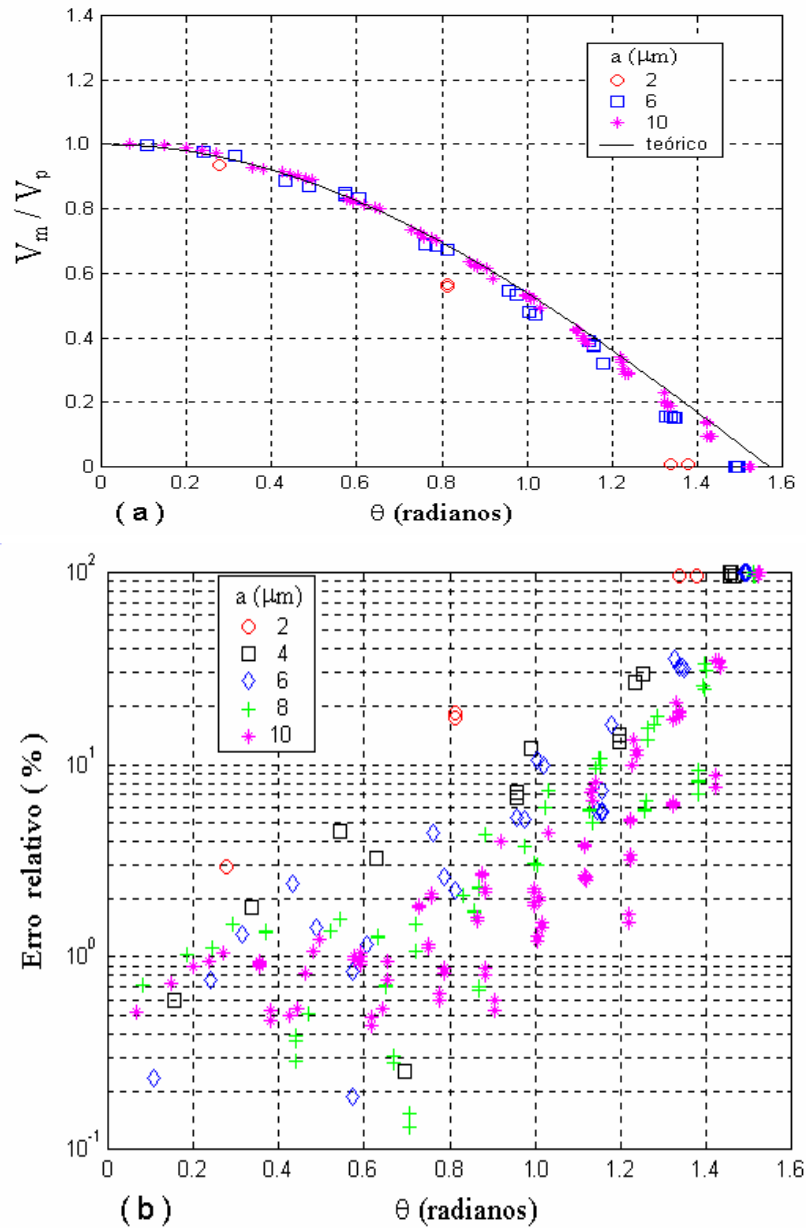 1.4
1.2
1.0
0.8
0.6
0.4
0.2
0
V_m / V_p
a (μm)
2
6
10
teórico
0 0.2 0.4 0.6 0.8 1.0 1.2 1.4 1.6
( a ) θ (radianos)
10^2
10^1
10^0
10^-1
Erro relativo ( % )
a (μm)
2
4
6
8
10
0 0.2 0.4 0.6 0.8 1.0 1.2 1.4 1.6
( b ) θ (radianos)